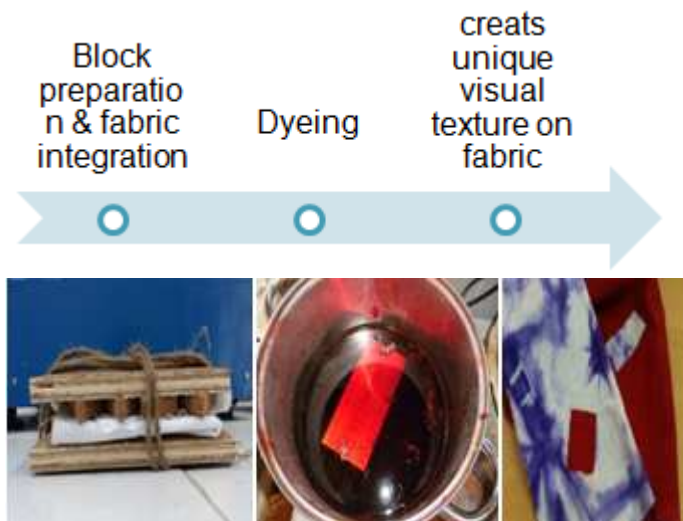 Block
preparatio
n & fabric
integration
Dyeing
creats
unique
visual
texture on
fabric